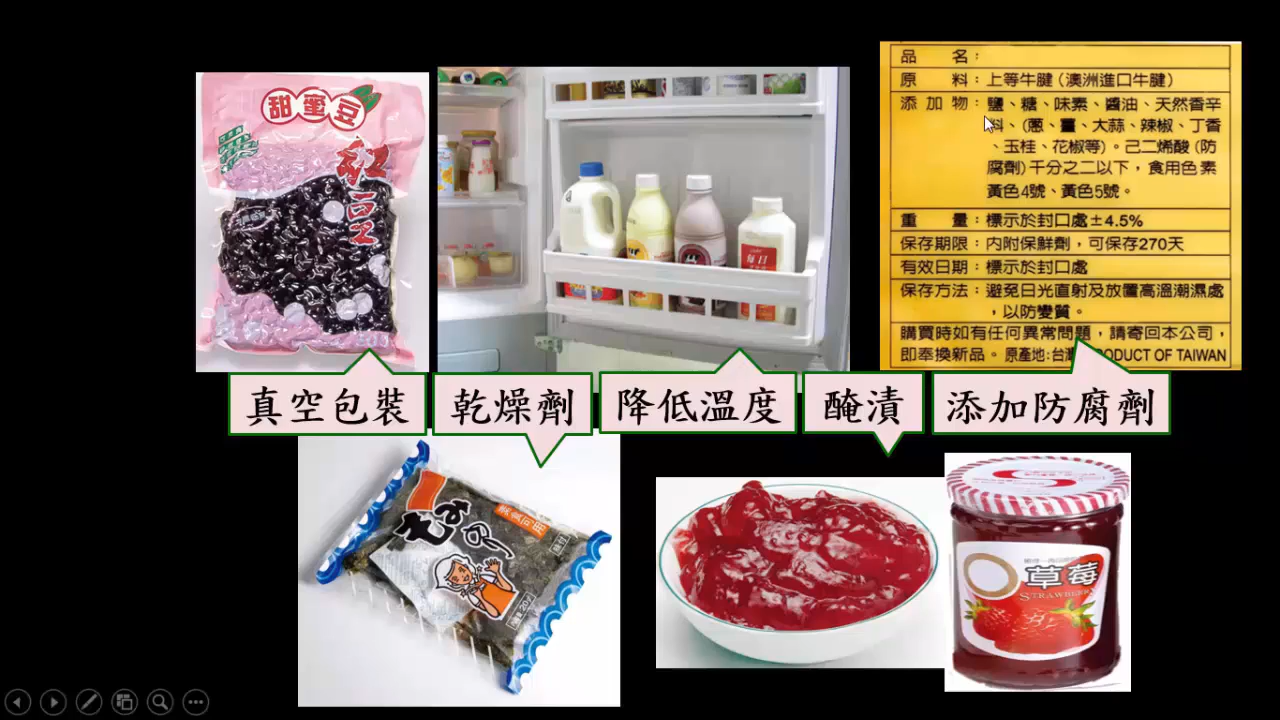 甜蜜豆
紅豆
品 名:
原 料:上等牛腱(澳洲進口牛腱)
添加物:鹽、糖、味素、醬油、天然香辛
料、(蔥、薑、大蒜、辣椒、丁香
、玉桂、花椒等)。己二烯酸(防
腐劑)千分之二以下,食用色素
黃色4號、黃色5號。
重 量:標示於封口處±4.5%
保存期限:內附保鮮劑,可保存270天
有效日期:標示於封口處
保存方法:避免日光直射及放置高溫潮濕處
,以防變質。
購買時如有任何異常問題,請寄回本公司,
即奉換新品。原產地:台灣 PRODUCT OF TAIWAN
每日
真空包裝
乾燥劑
降低溫度
醃漬
添加防腐劑
もみのり
草莓
STRAWBERRY